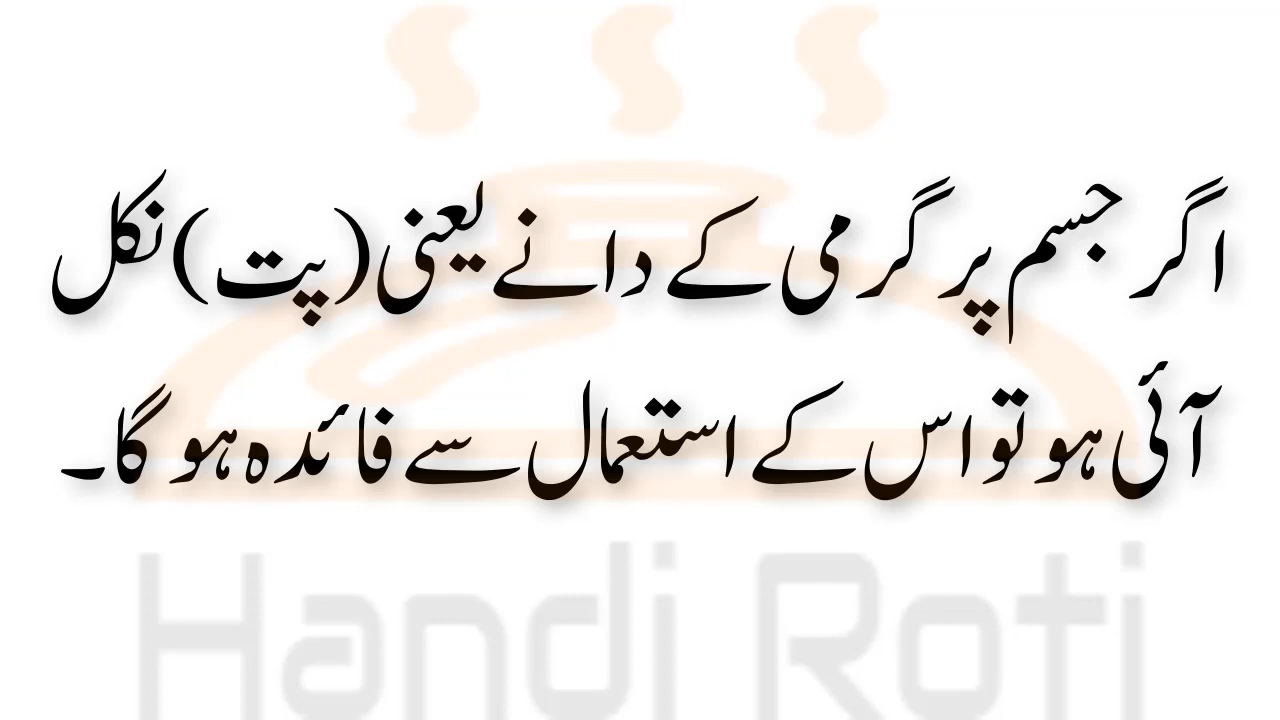 اگر جسم پر گرمی کے دانے یعنی (پت) نکل
آئی ہو تو اس کے استعمال سے فائدہ ہو گا۔
Handi Roti